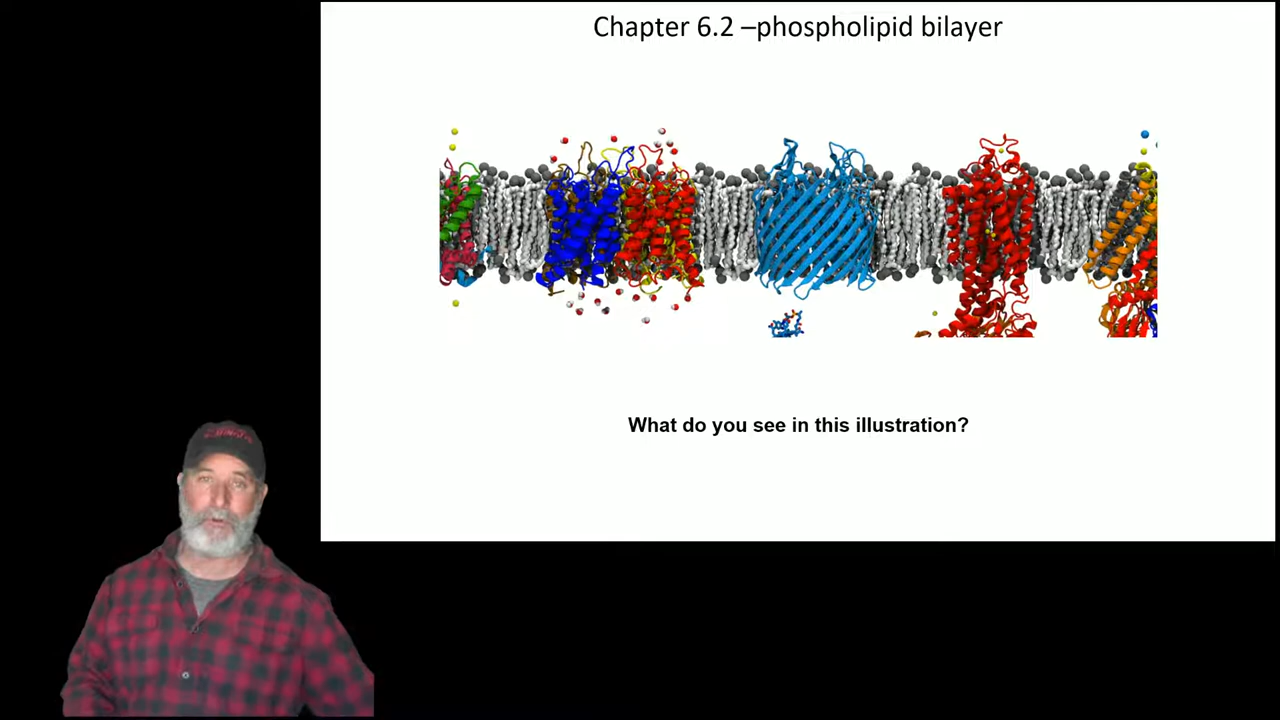 Chapter 6.2 –phospholipid bilayer
What do you see in this illustration?